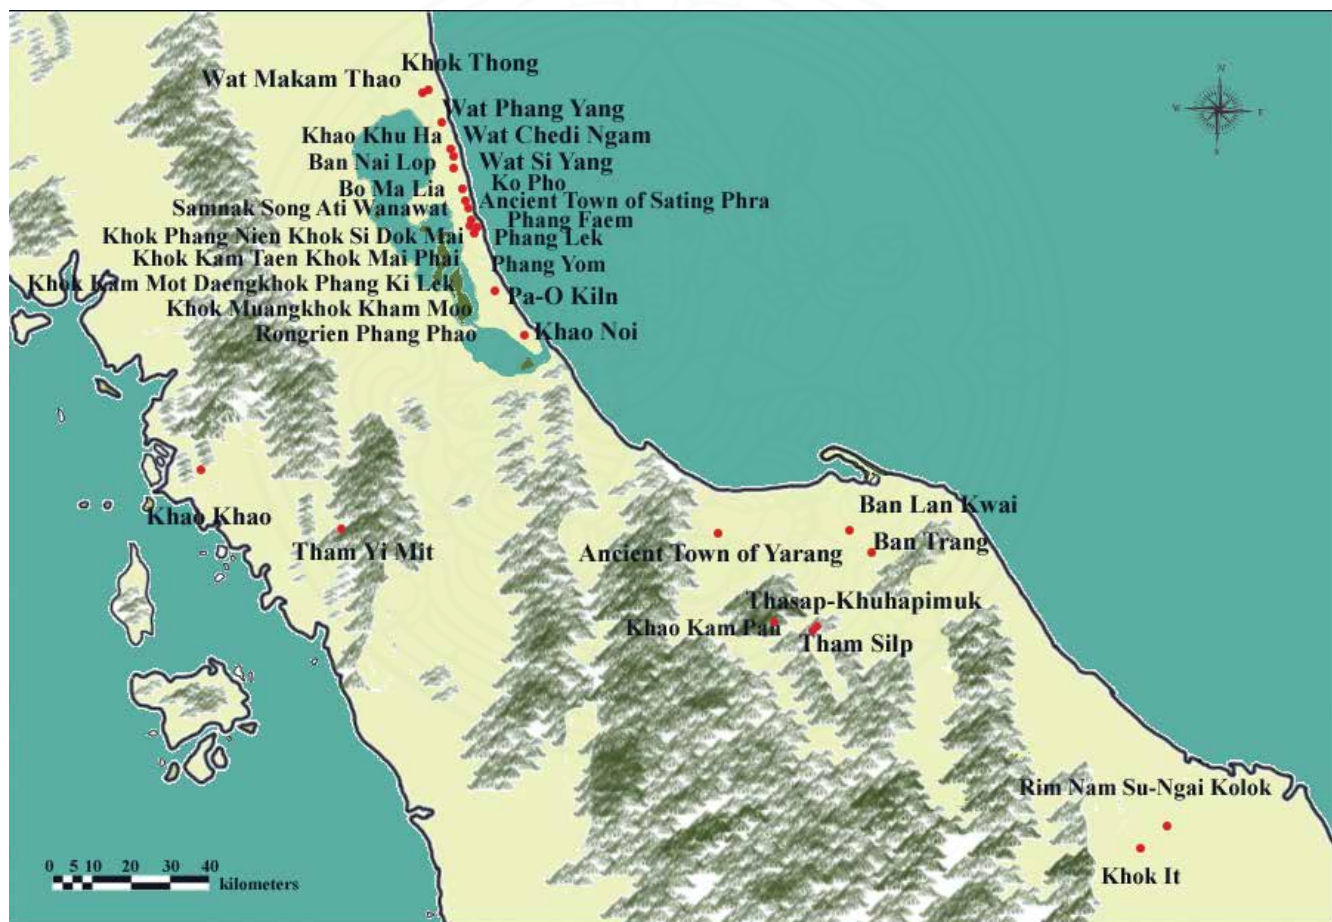 Khok Thong
Wat Makam Thao
N
W
E
S
Wat Phang Yang
Khao Khu Ha
Wat Chedi Ngam
Ban Nai Lop
Wat Si Yang
Bo Ma Lia
Ko Pho
Samnak Song Ati Wanawat
Ancient Town of Sating Phra
Phang Faem
Khok Phang Nien Khok Si Dok Mai
Phang Lek
Khok Kam Taen Khok Mai Phai
Phang Yom
Khok Kam Mot Daengkhok Phang Ki Lek
Pa-O Kiln
Khok Muangkhok Kham Moo
Rongrien Phang Phao
Khao Noi
Khao Khao
Tham Yi Mit
Ban Lan Kwai
Ancient Town of Yarang
Ban Trang
Thasap-Khuhapimuk
Khao Kam Pan
Tham Silp
Rim Nam Su-Ngai Kolok
Khok It
0 5 10 20 30 40
kilometers